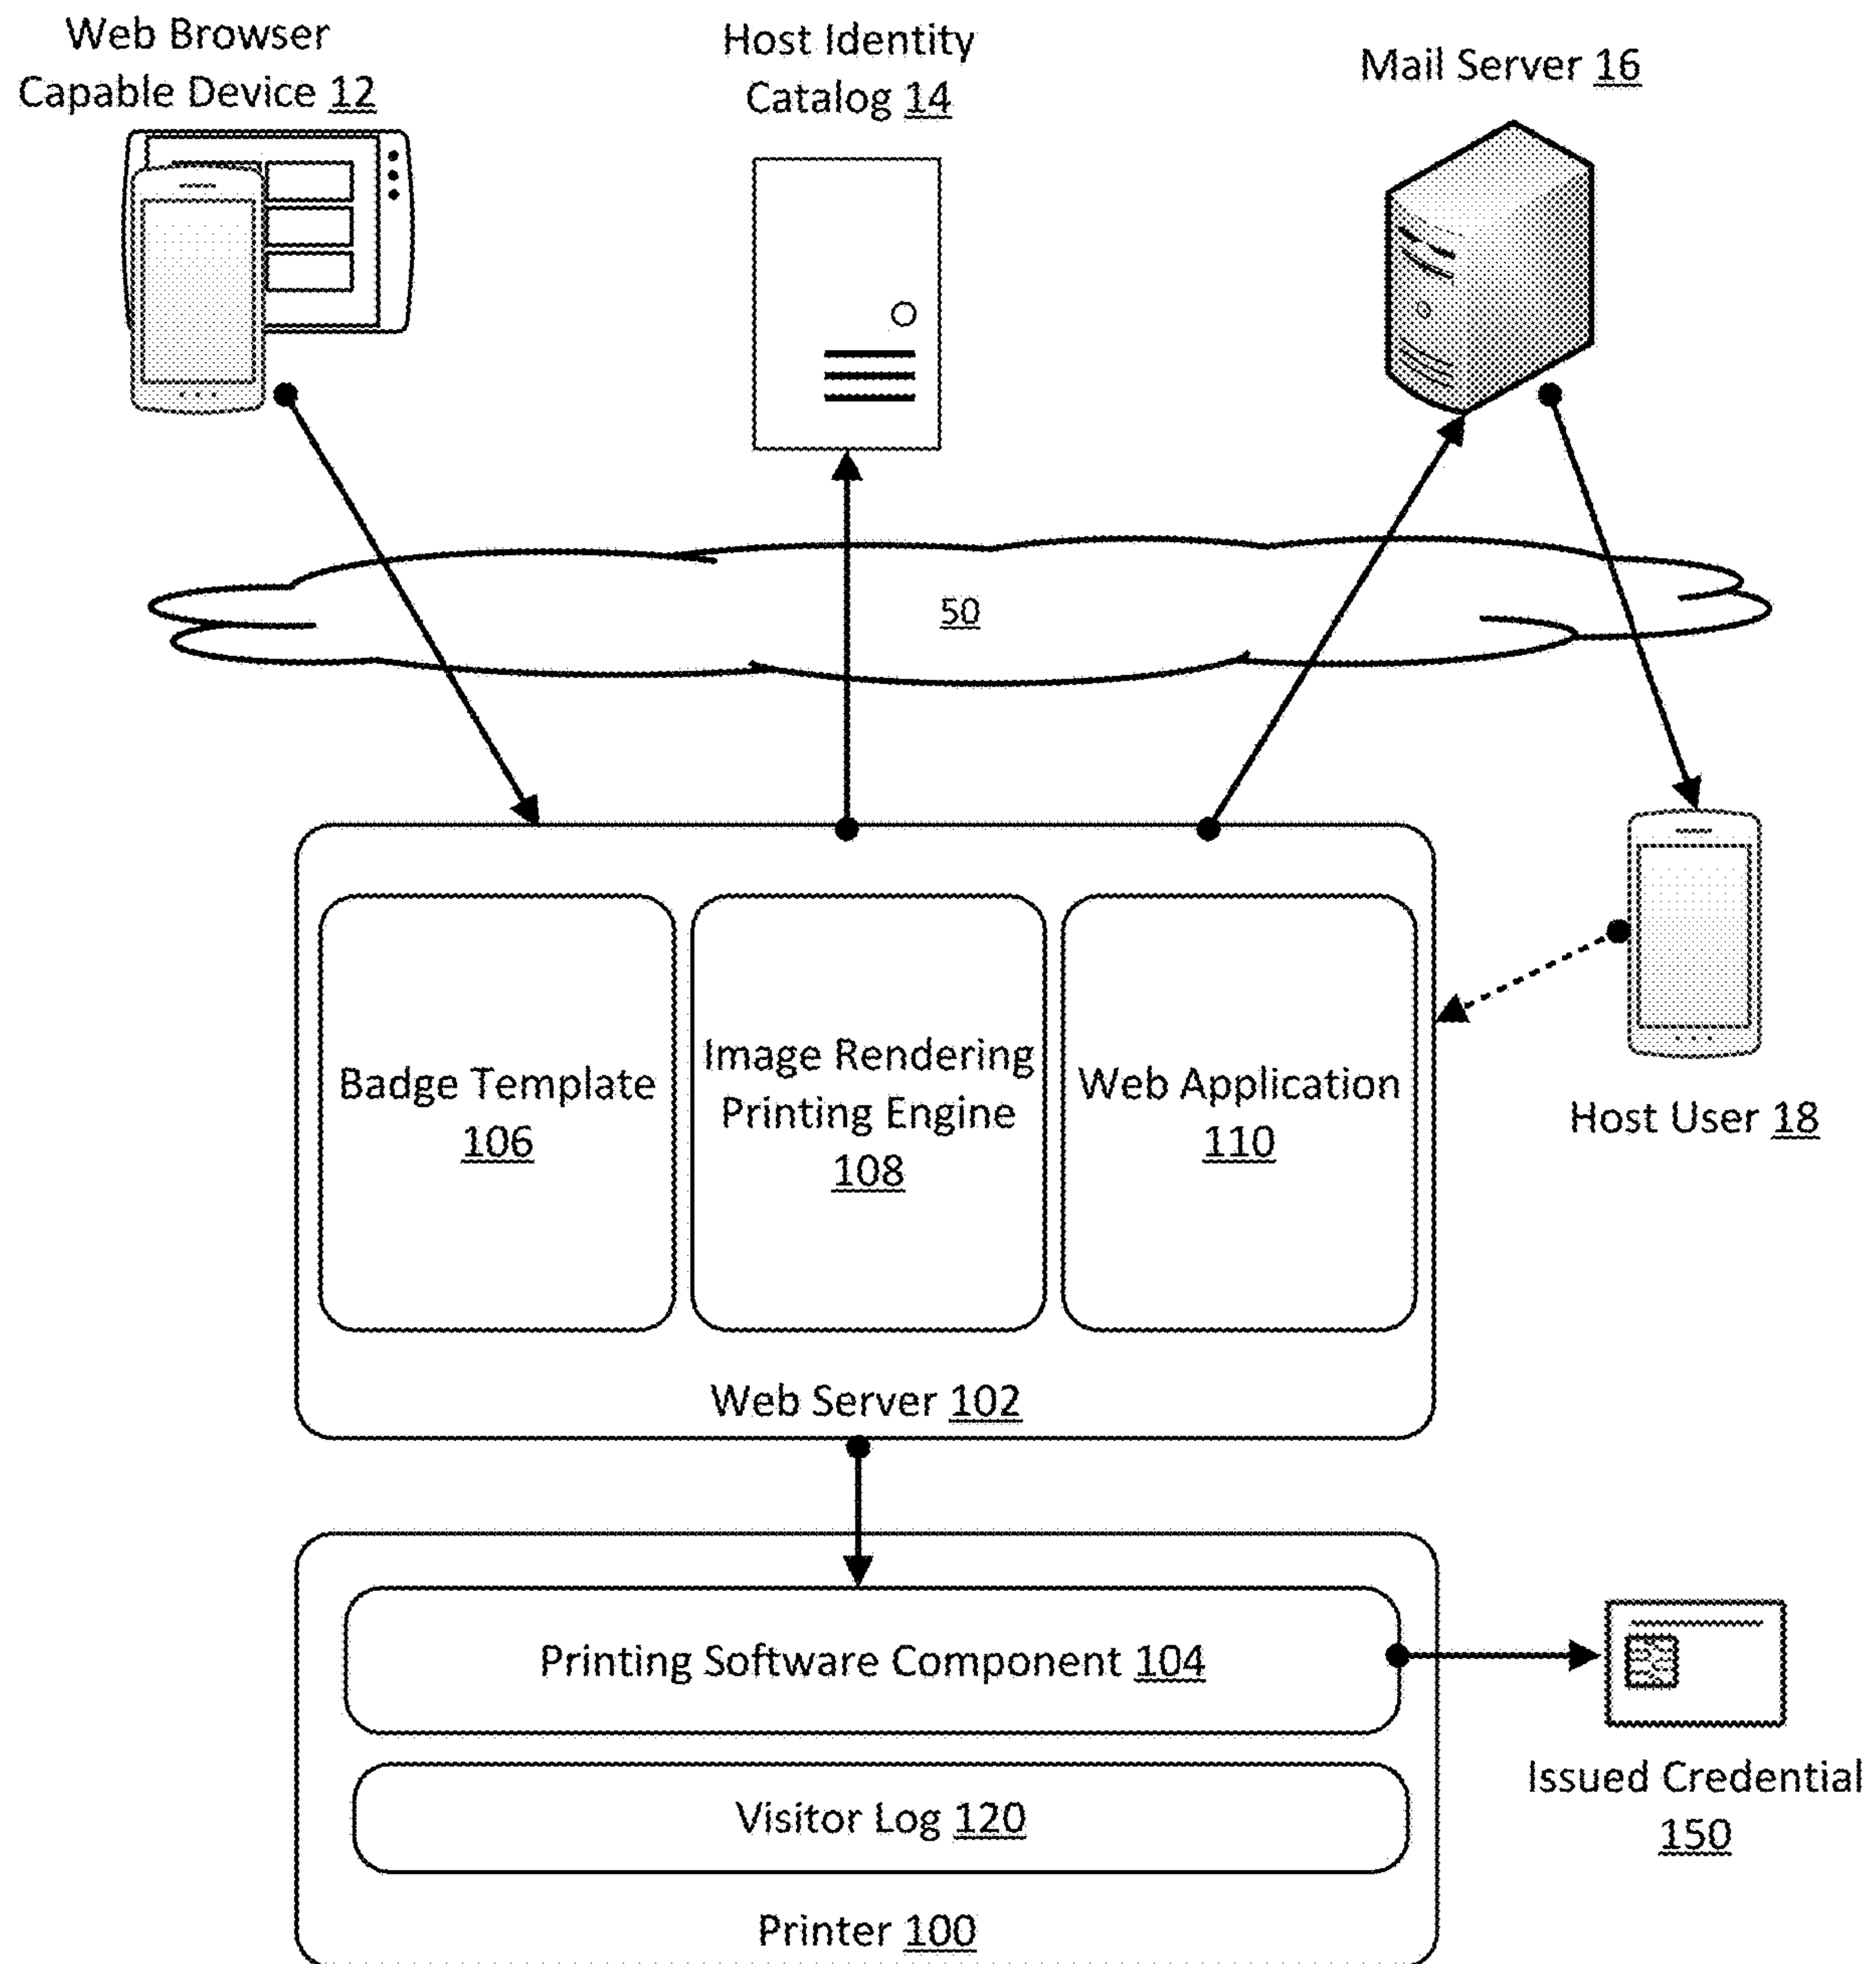 Web Browser
Capable Device 12
Host Identity
Catalog 14
Mail Server 16
50
Badge Template
106
Image Rendering
Printing Engine
108
Web Application
110
Host User 18
Web Server 102
Printing Software Component 104
Visitor Log 120
Issued Credential
150
Printer 100